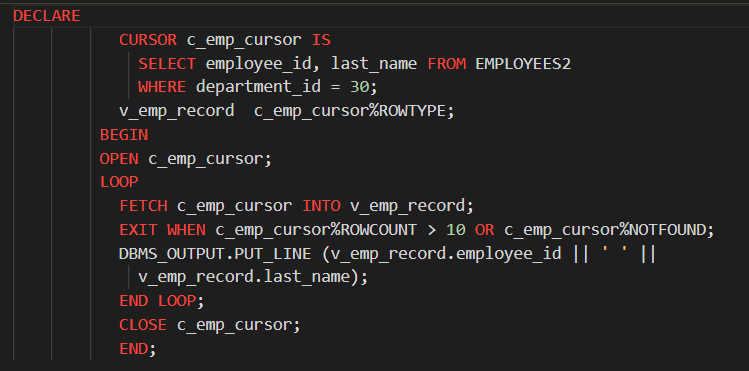 DECLARE
CURSOR c_emp_cursor IS
SELECT employee_id, last_name FROM EMPLOYEES2
WHERE department_id = 30;
v_emp_record  c_emp_cursor%ROWTYPE;
BEGIN
OPEN c_emp_cursor;
LOOP
FETCH c_emp_cursor INTO v_emp_record;
EXIT WHEN c_emp_cursor%ROWCOUNT > 10 OR c_emp_cursor%NOTFOUND;
DBMS_OUTPUT.PUT_LINE (v_emp_record.employee_id || ' ' ||
v_emp_record.last_name);
END LOOP;
CLOSE c_emp_cursor;
END;